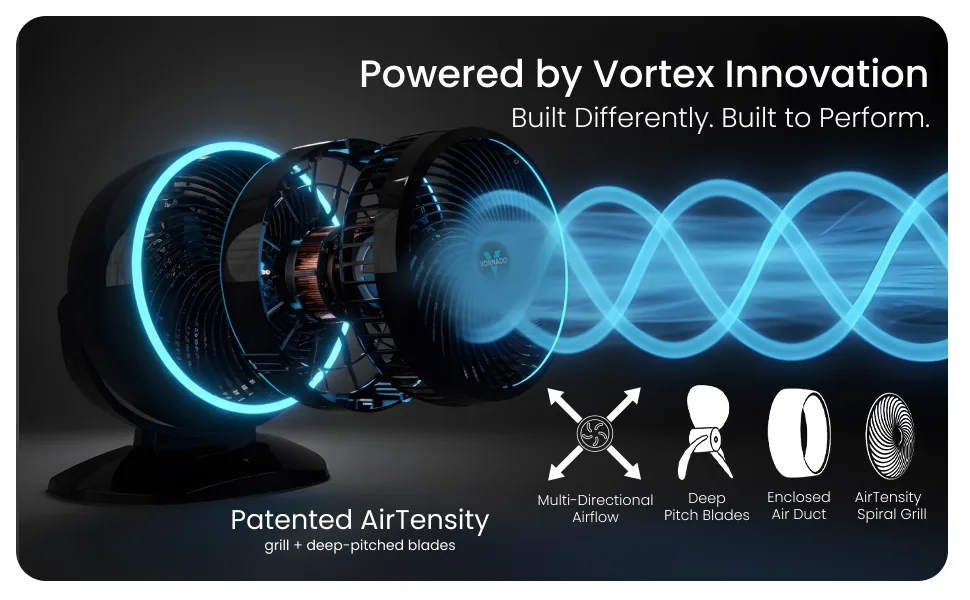 Powered by Vortex Innovation
Built Differently. Built to Perform.
VORNADO
Multi-Directional
Airflow
Deep
Pitch Blades
Enclosed
Air Duct
AirTensity
Spiral Grill
Patented AirTensity
grill + deep-pitched blades